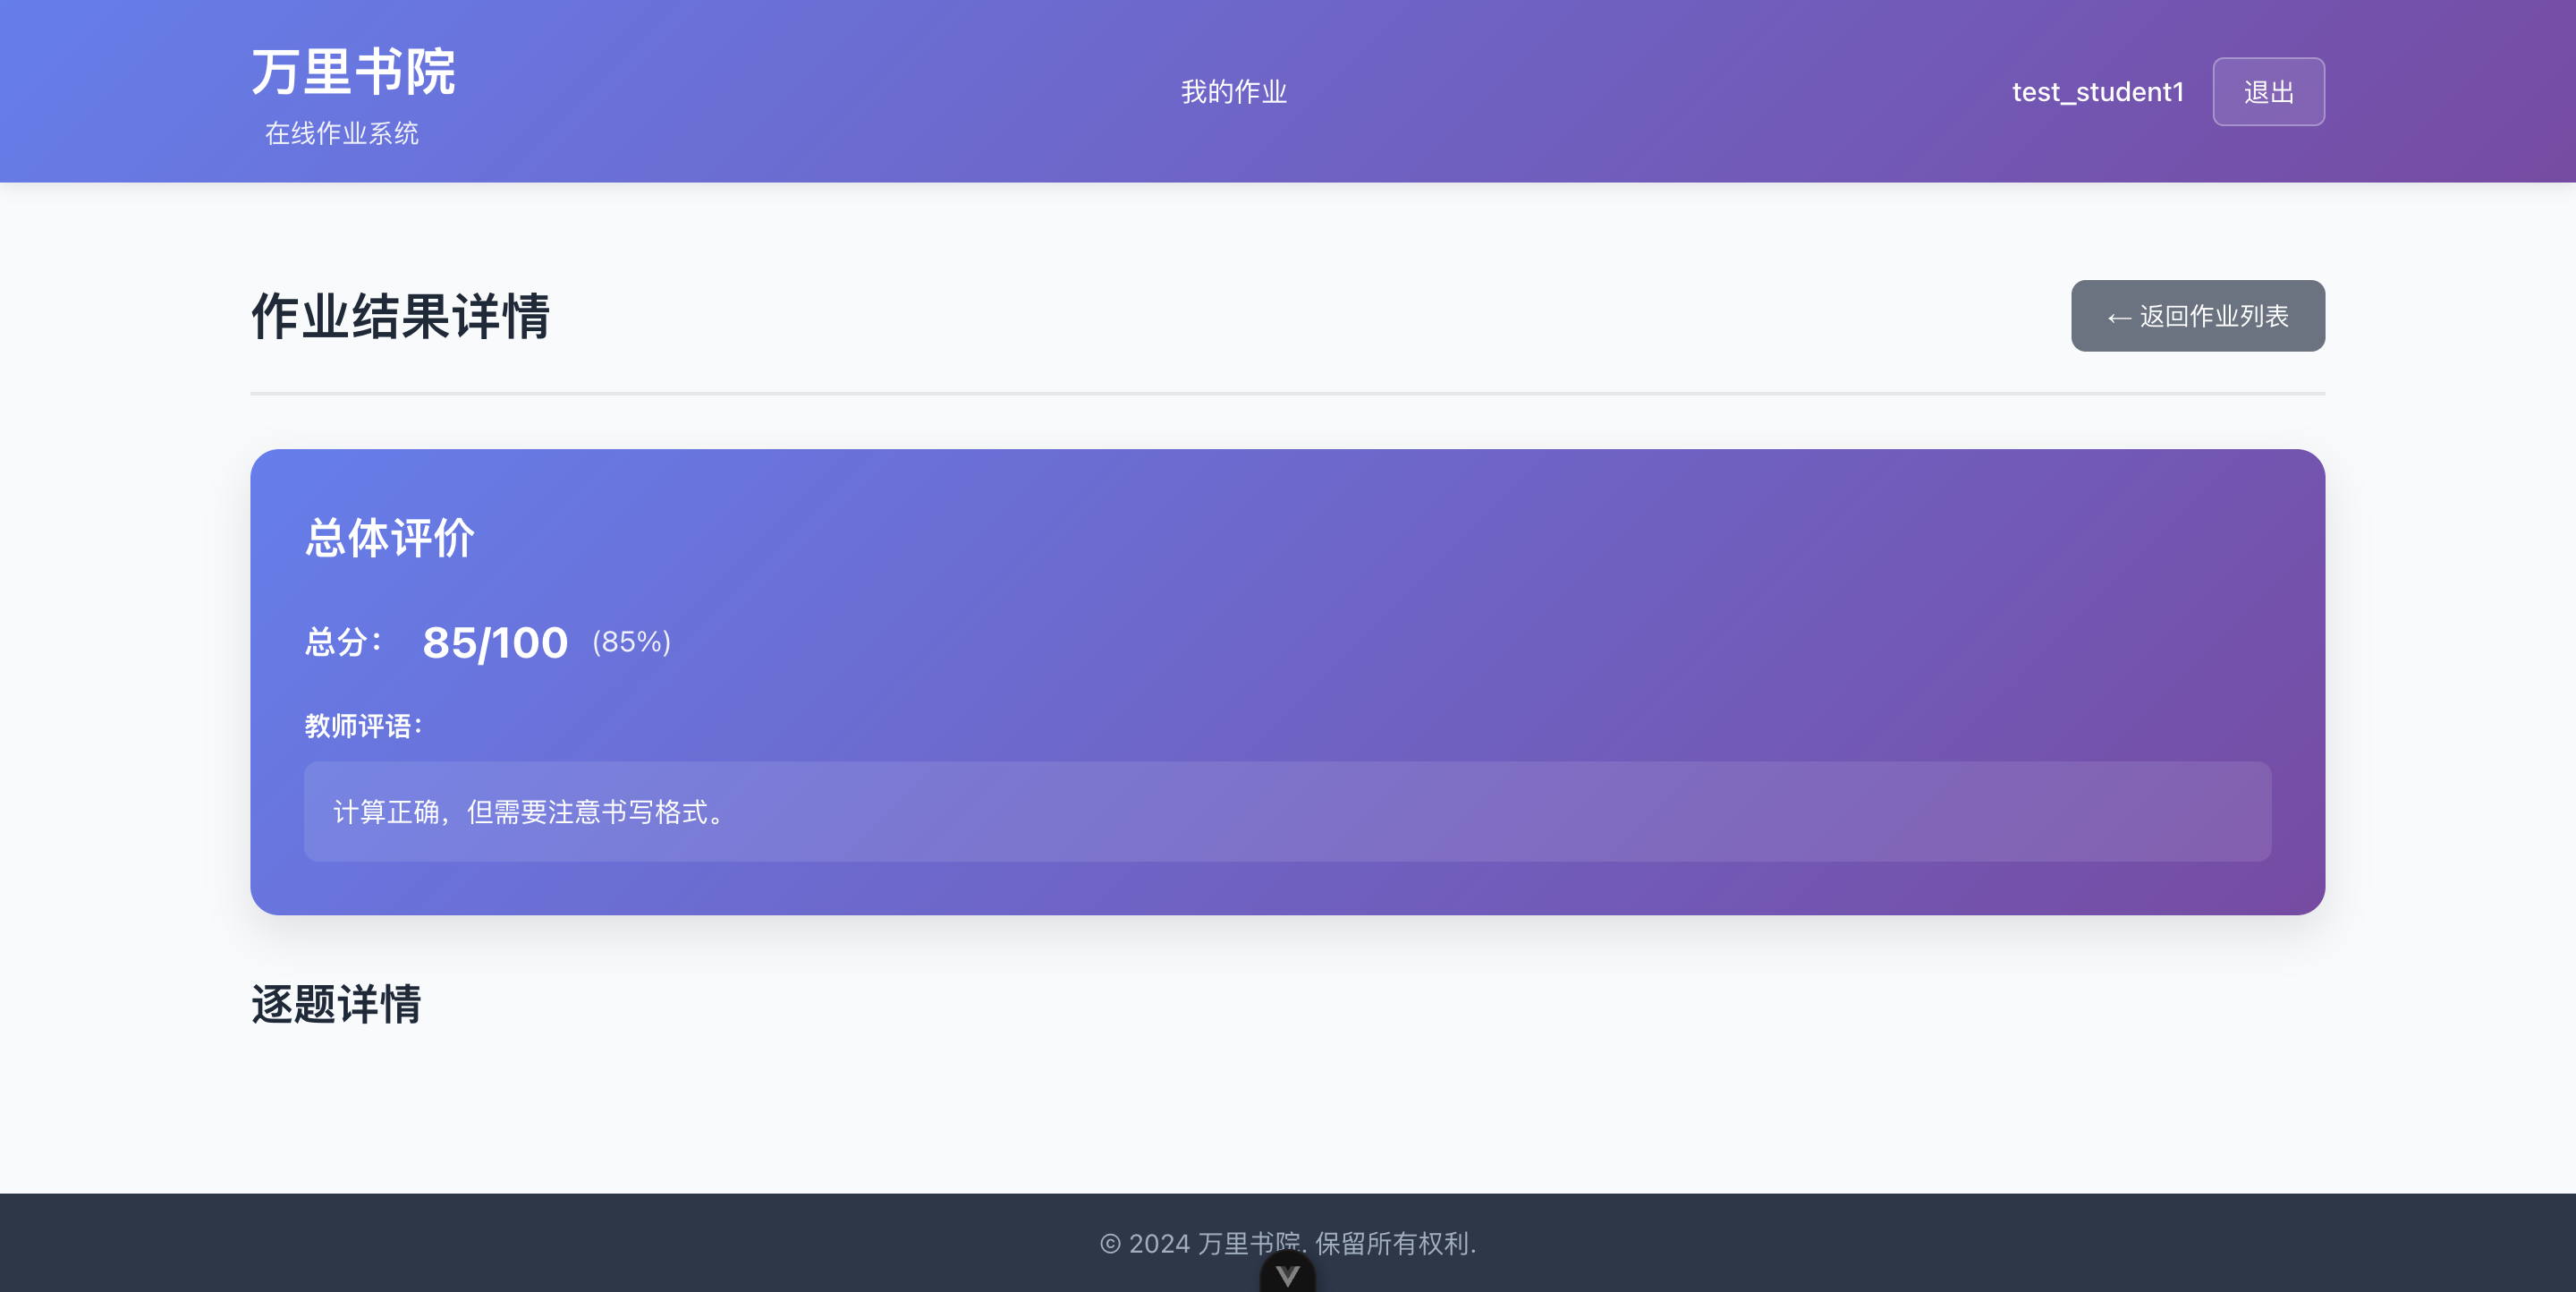 万里书院
在线作业系统
我的作业
test_student1
退出
作业结果详情
← 返回作业列表
总体评价
总分： 85/100 (85%)
教师评语：
计算正确，但需要注意书写格式。
逐题详情
© 2024 万里书院. 保留所有权利.